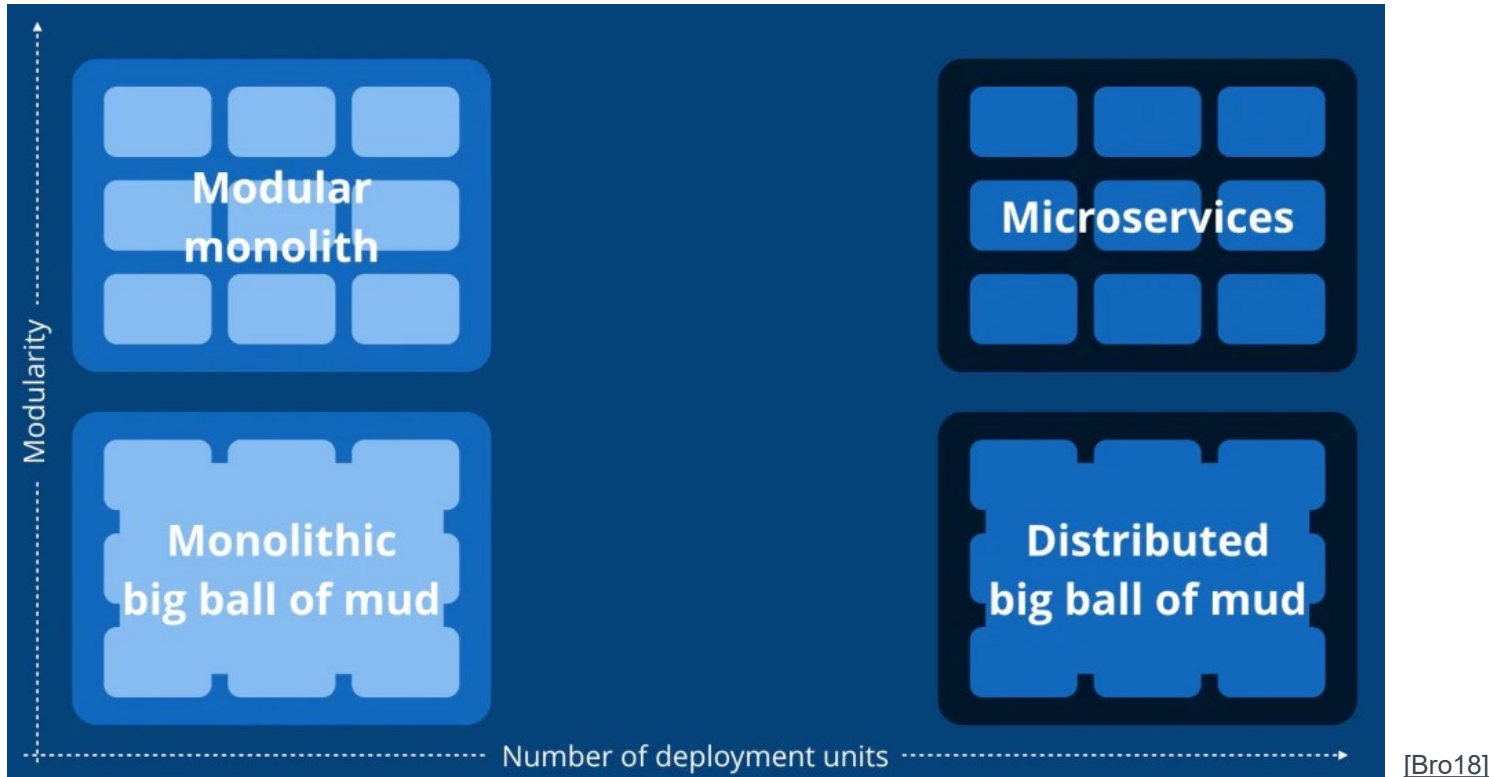 Modular
monolith
Microservices
Modularity
Monolithic
big ball of mud
Distributed
big ball of mud
Number of deployment units
[Bro18]